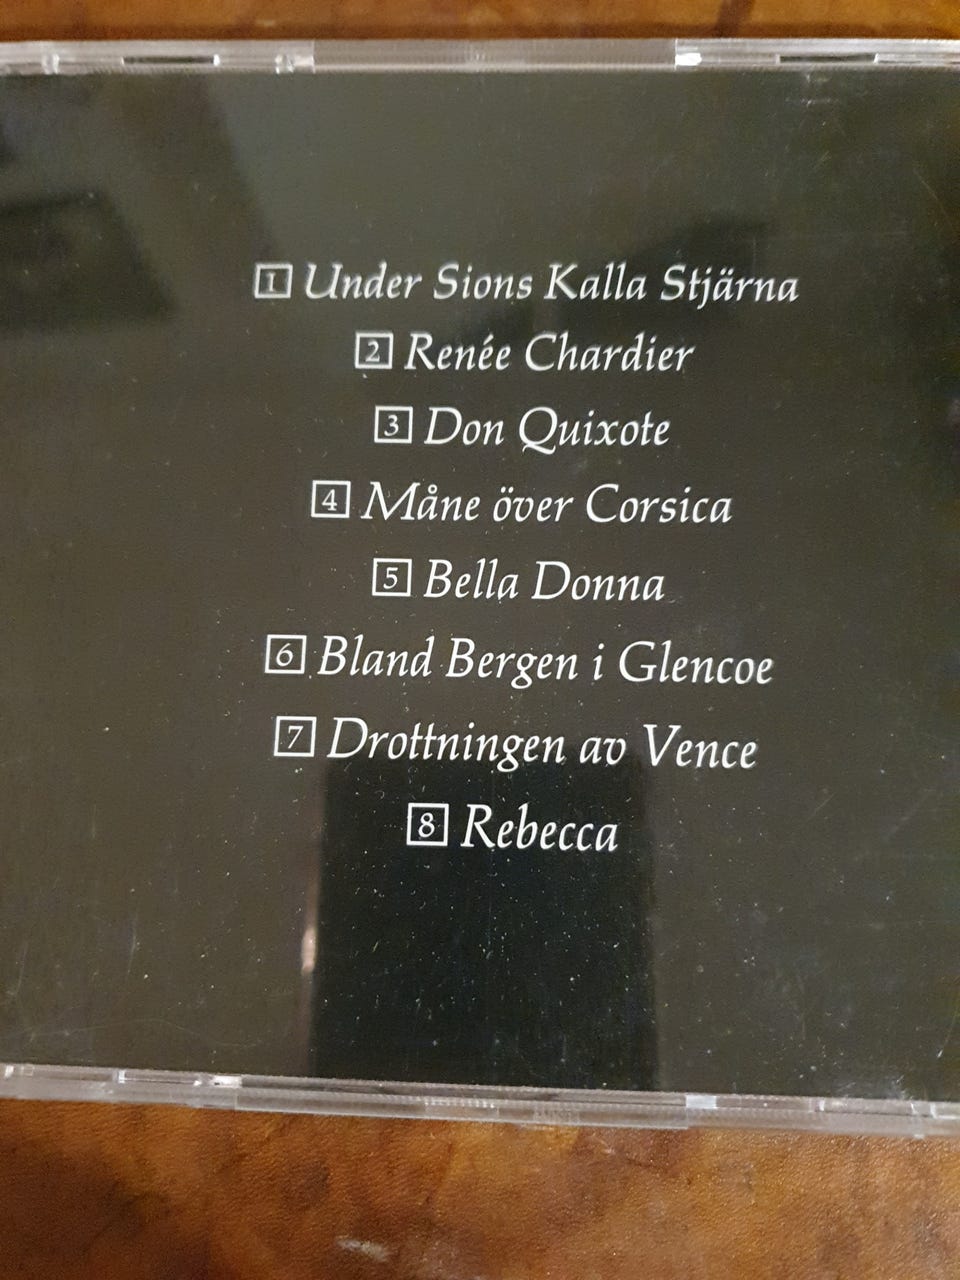 1 Under Sions Kalla Stjärna
2 Renée Chardier
3 Don Quixote
4 Måne över Corsica
5 Bella Donna
6 Bland Bergen i Glencoe
7 Drottningen av Vence
8 Rebecca